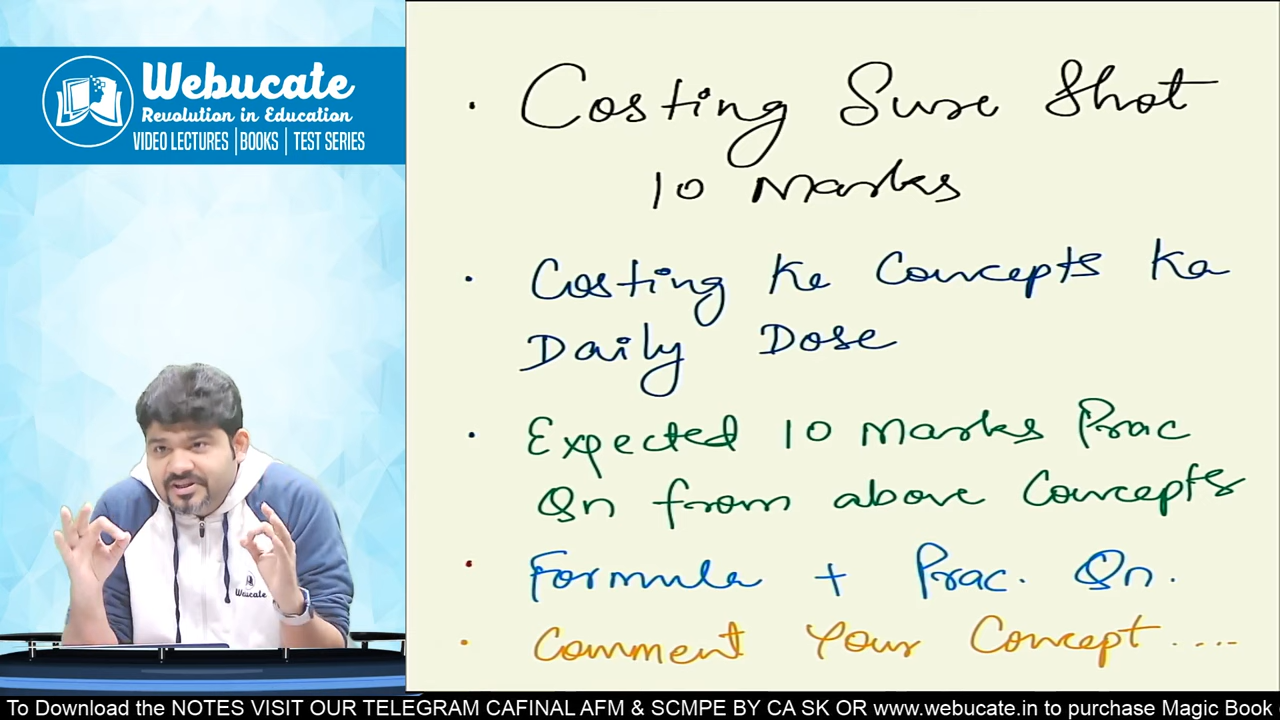 Webucate
Revolution in Education
VIDEO LECTURES | BOOKS | TEST SERIES
• Costing Sure Shot
10 Marks
• Costing Ke Concepts Ka
Daily Dose
• Expected 10 Marks Prac
Qn from above Concepts
• Formula + Prac. Qn.
• Comment Your Concept....
Webucate
To Download the NOTES VISIT OUR TELEGRAM CAFINAL AFM & SCMPE BY CA SK OR www.webucate.in to purchase Magic Book